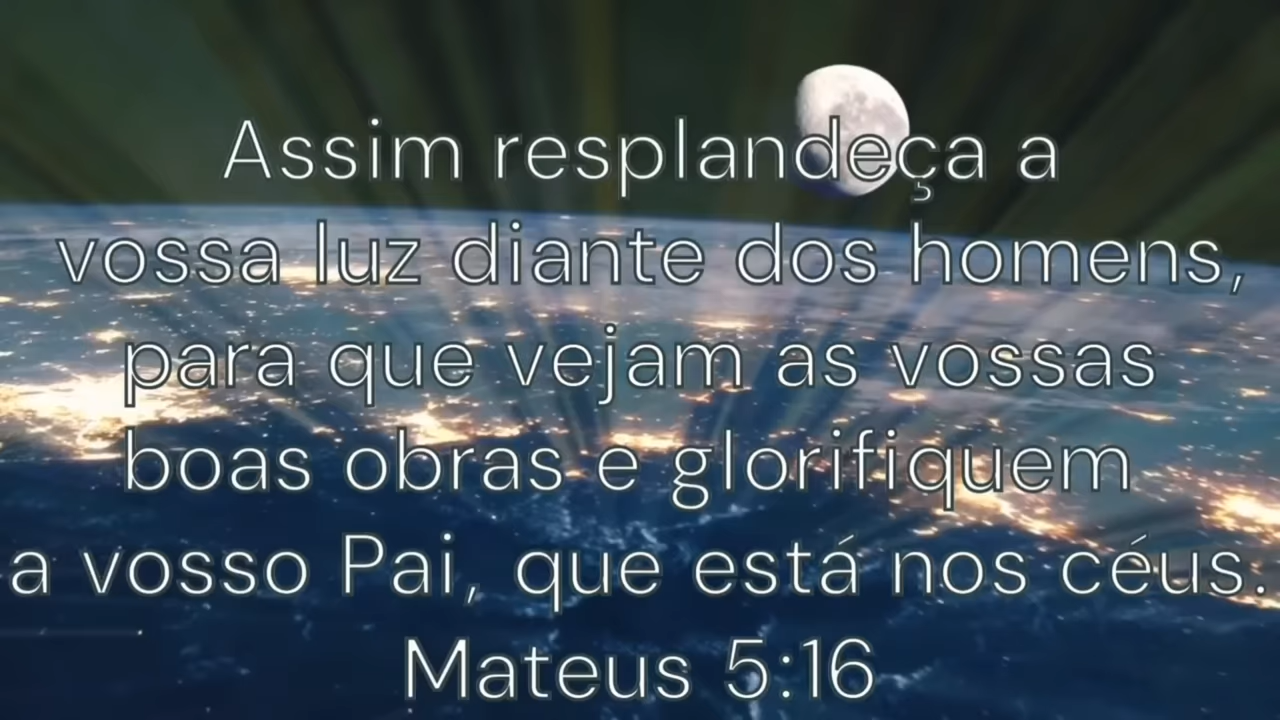 Assim resplandeça a
vossa luz diante dos homens,
para que vejam as vossas
boas obras e glorifiquem
a vosso Pai, que está nos céus.
Mateus 5:16